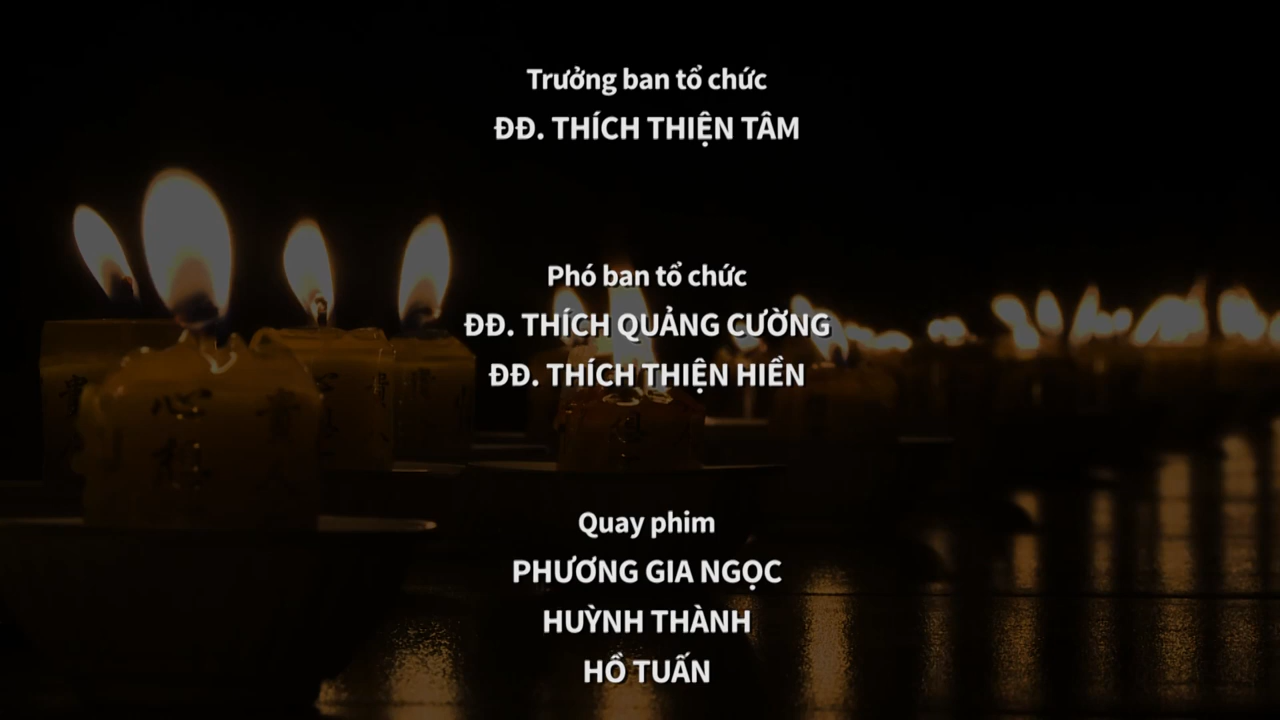 Trưởng ban tổ chức
ĐĐ. THÍCH THIỆN TÂM
Phó ban tổ chức
ĐĐ. THÍCH QUẢNG CƯỜNG
ĐĐ. THÍCH THIỆN HIỀN
Quay phim
PHƯƠNG GIA NGỌC
HUỲNH THÀNH
HỒ TUẤN
心